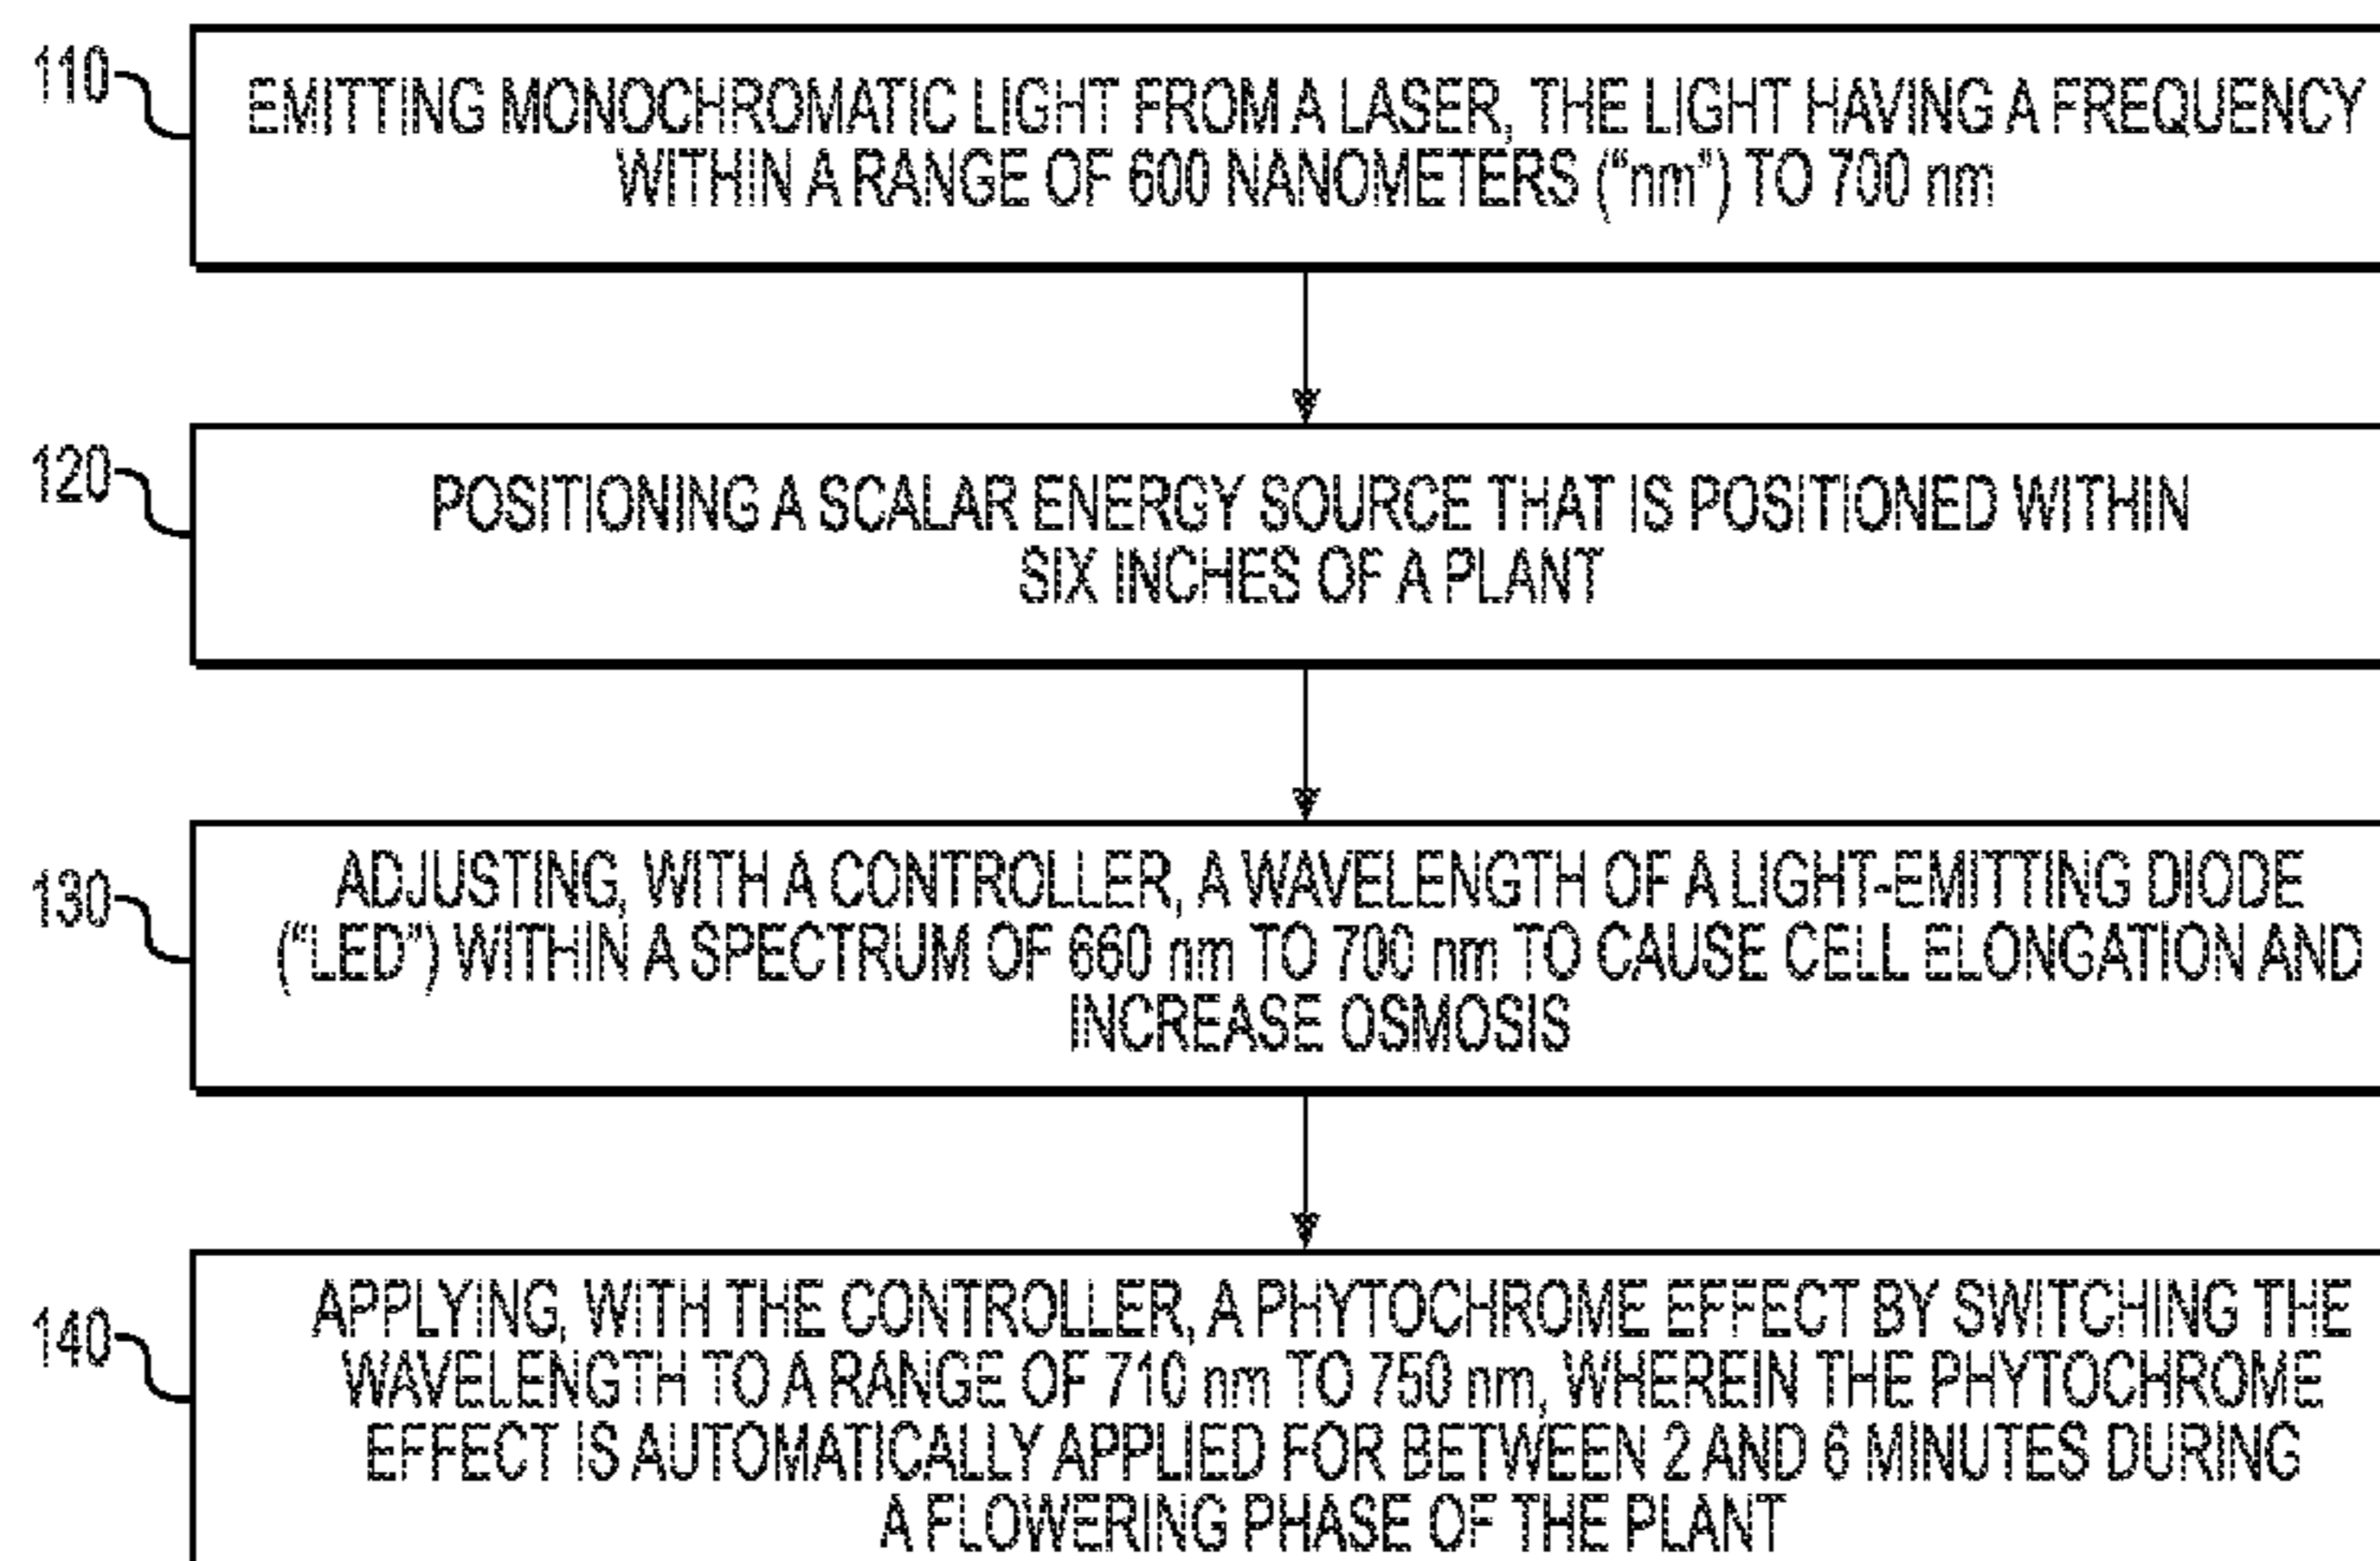 110
EMITTING MONOCHROMATIC LIGHT FROM A LASER, THE LIGHT HAVING A FREQUENCY
WITHIN A RANGE OF 600 NANOMETERS (“nm”) TO 700 nm
120
POSITIONING A SCALAR ENERGY SOURCE THAT IS POSITIONED WITHIN
SIX INCHES OF A PLANT
130
ADJUSTING, WITH A CONTROLLER, A WAVELENGTH OF A LIGHT-EMITTING DIODE
(“LED”) WITHIN A SPECTRUM OF 660 nm TO 700 nm TO CAUSE CELL ELONGATION AND
INCREASE OSMOSIS
140
APPLYING, WITH THE CONTROLLER, A PHYTOCHROME EFFECT BY SWITCHING THE
WAVELENGTH TO A RANGE OF 710 nm TO 750 nm, WHEREIN THE PHYTOCHROME
EFFECT IS AUTOMATICALLY APPLIED FOR BETWEEN 2 AND 6 MINUTES DURING
A FLOWERING PHASE OF THE PLANT